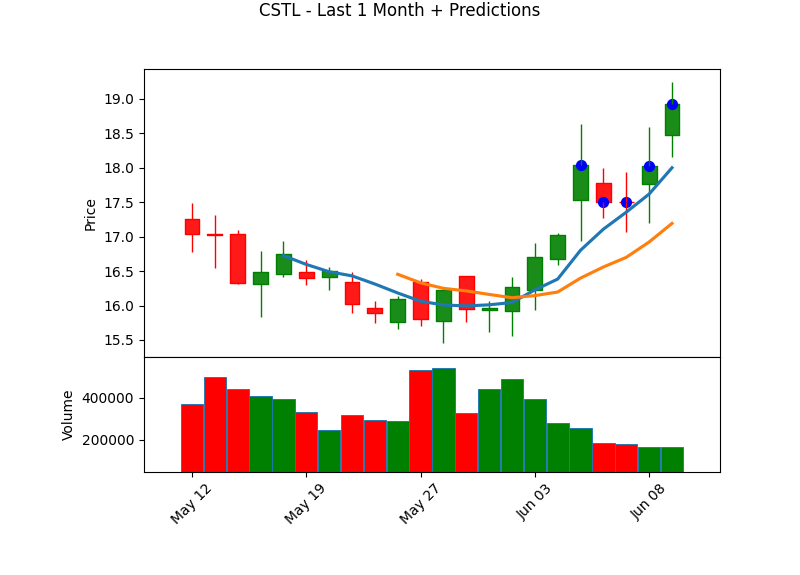 CSTL - Last 1 Month + Predictions
19.0
18.5
18.0
17.5
17.0
16.5
16.0
15.5
Price
400000
200000
Volume
May 12
May 19
May 27
Jun 03
Jun 08